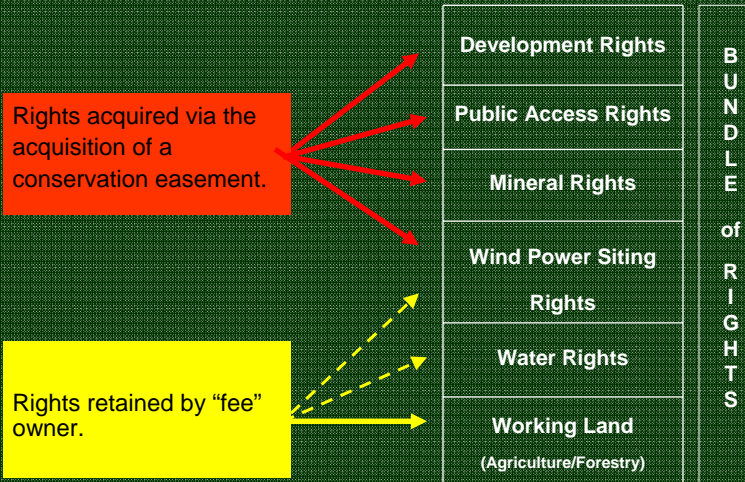 Rights acquired via the
acquisition of a
conservation easement.
Rights retained by “fee”
owner.
Development Rights
Public Access Rights
Mineral Rights
Wind Power Siting
Rights
Water Rights
Working Land
(Agriculture/Forestry)
B
U
N
D
L
E
of
R
I
G
H
T
S